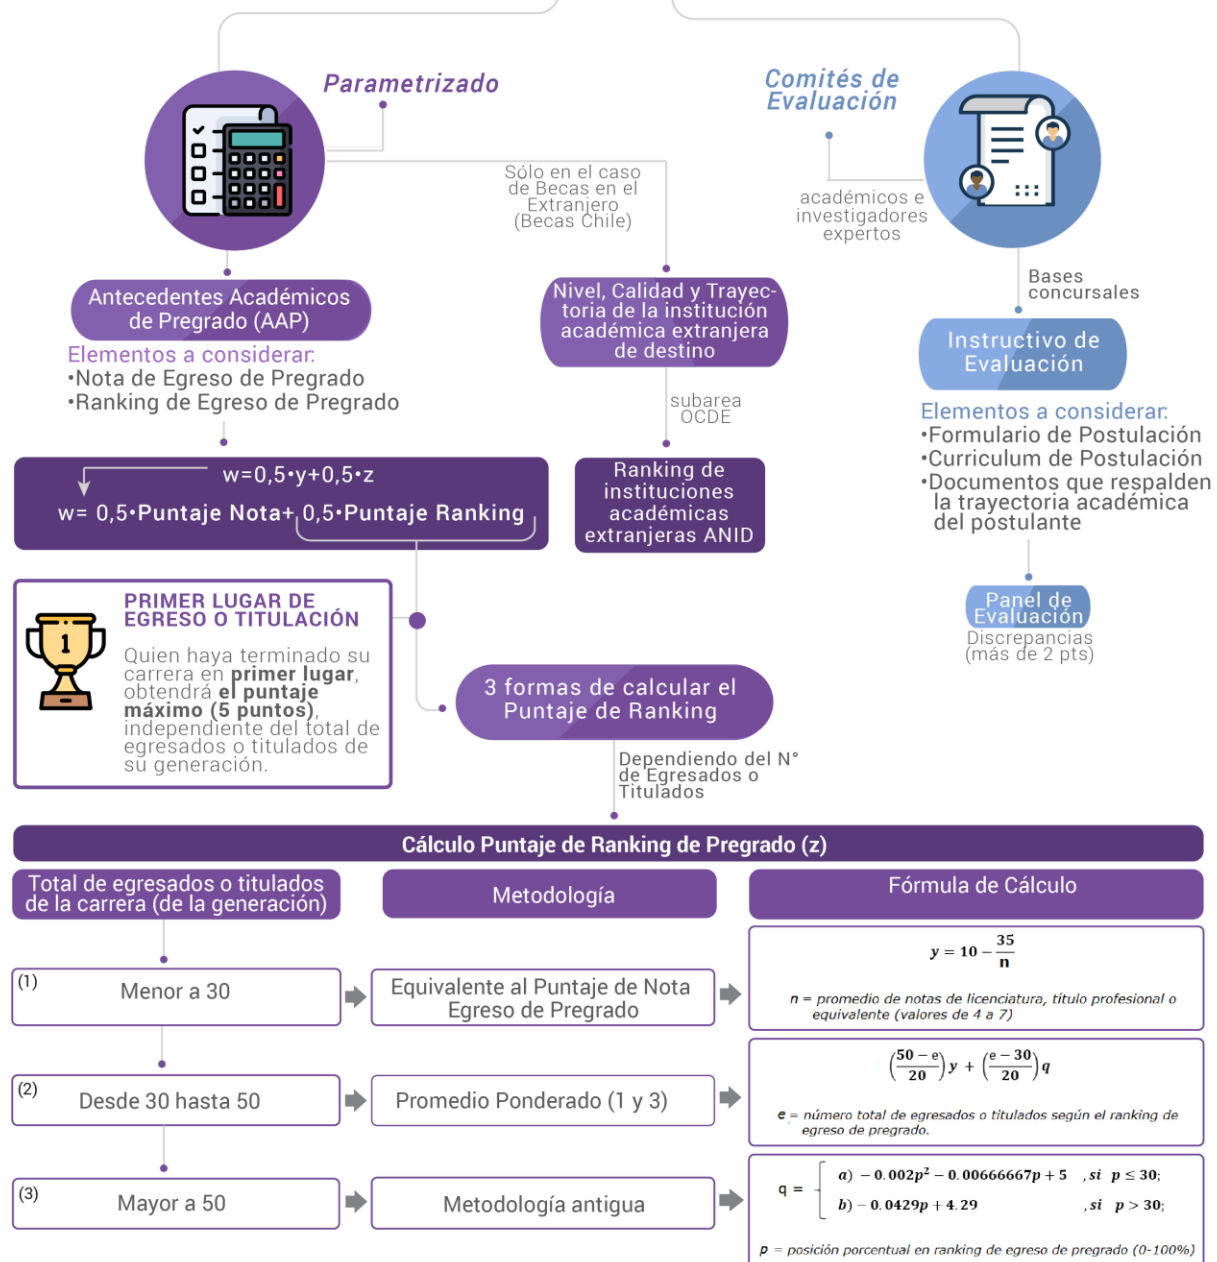 Parametrizado
Sólo en el caso
de Becas en el
Extranjero
(Becas Chile)
Antecedentes Académicos
de Pregrado (AAP)
Elementos a considerar:
•Nota de Egreso de Pregrado
•Ranking de Egreso de Pregrado
w=0,5•y+0,5•z
w= 0,5•Puntaje Nota+ 0,5•Puntaje Ranking
Nivel, Calidad y Trayec-
toria de la institución
académica extranjera
de destino
subarea
OCDE
Ranking de
instituciones
académicas
extranjeras ANID
Comités de
Evaluación
académicos e
investigadores
expertos
Bases
concursales
Instructivo de
Evaluación
Elementos a considerar:
•Formulario de Postulación
•Curriculum de Postulación
•Documentos que respalden
la trayectoria académica
del postulante
Panel de
Evaluación
Discrepancias
(más de 2 pts)
1
PRIMER LUGAR DE
EGRESO O TITULACIÓN
Quien haya terminado su
carrera en primer lugar,
obtendrá el puntaje
máximo (5 puntos),
independiente del total de
egresados o titulados de
su generación.
3 formas de calcular el
Puntaje de Ranking
Dependiendo del N°
de Egresados o
Titulados
Cálculo Puntaje de Ranking de Pregrado (z)
Total de egresados o titulados
de la carrera (de la generación)
Metodología
Fórmula de Cálculo
(1)
Menor a 30
Equivalente al Puntaje de Nota
Egreso de Pregrado
y = 10 − 35/n
n = promedio de notas de licenciatura, título profesional o
equivalente (valores de 4 a 7)
(2)
Desde 30 hasta 50
Promedio Ponderado (1 y 3)
((50 − e)/20) y + ((e − 30)/20) q
e = número total de egresados o titulados según el ranking de
egreso de pregrado.
(3)
Mayor a 50
Metodología antigua
q = { a) − 0.002p² − 0.00666667p + 5 , si p ≤ 30;
b) − 0.0429p + 4.29 , si p > 30;
p = posición porcentual en ranking de egreso de pregrado (0-100%)